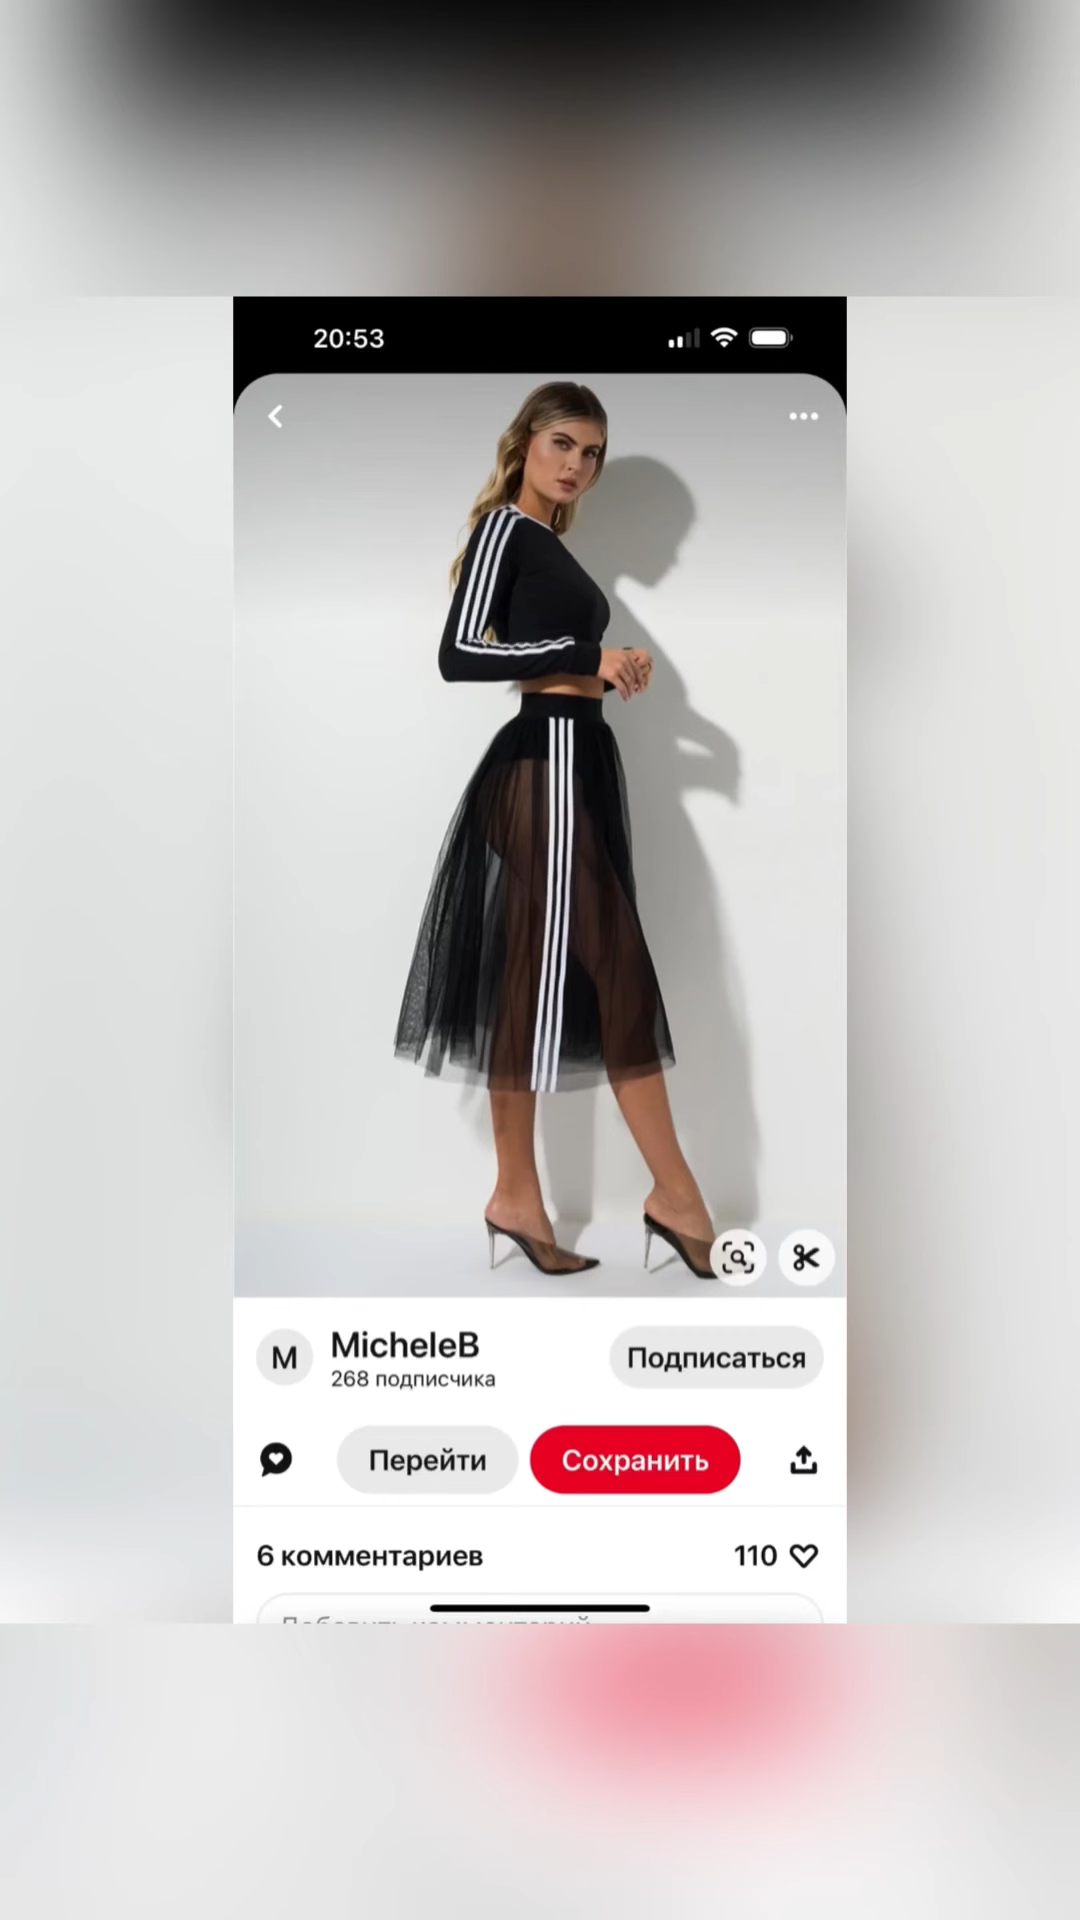 20:53
M
MicheleB
268 подписчика
Подписаться
Перейти
Сохранить
6 комментариев
110